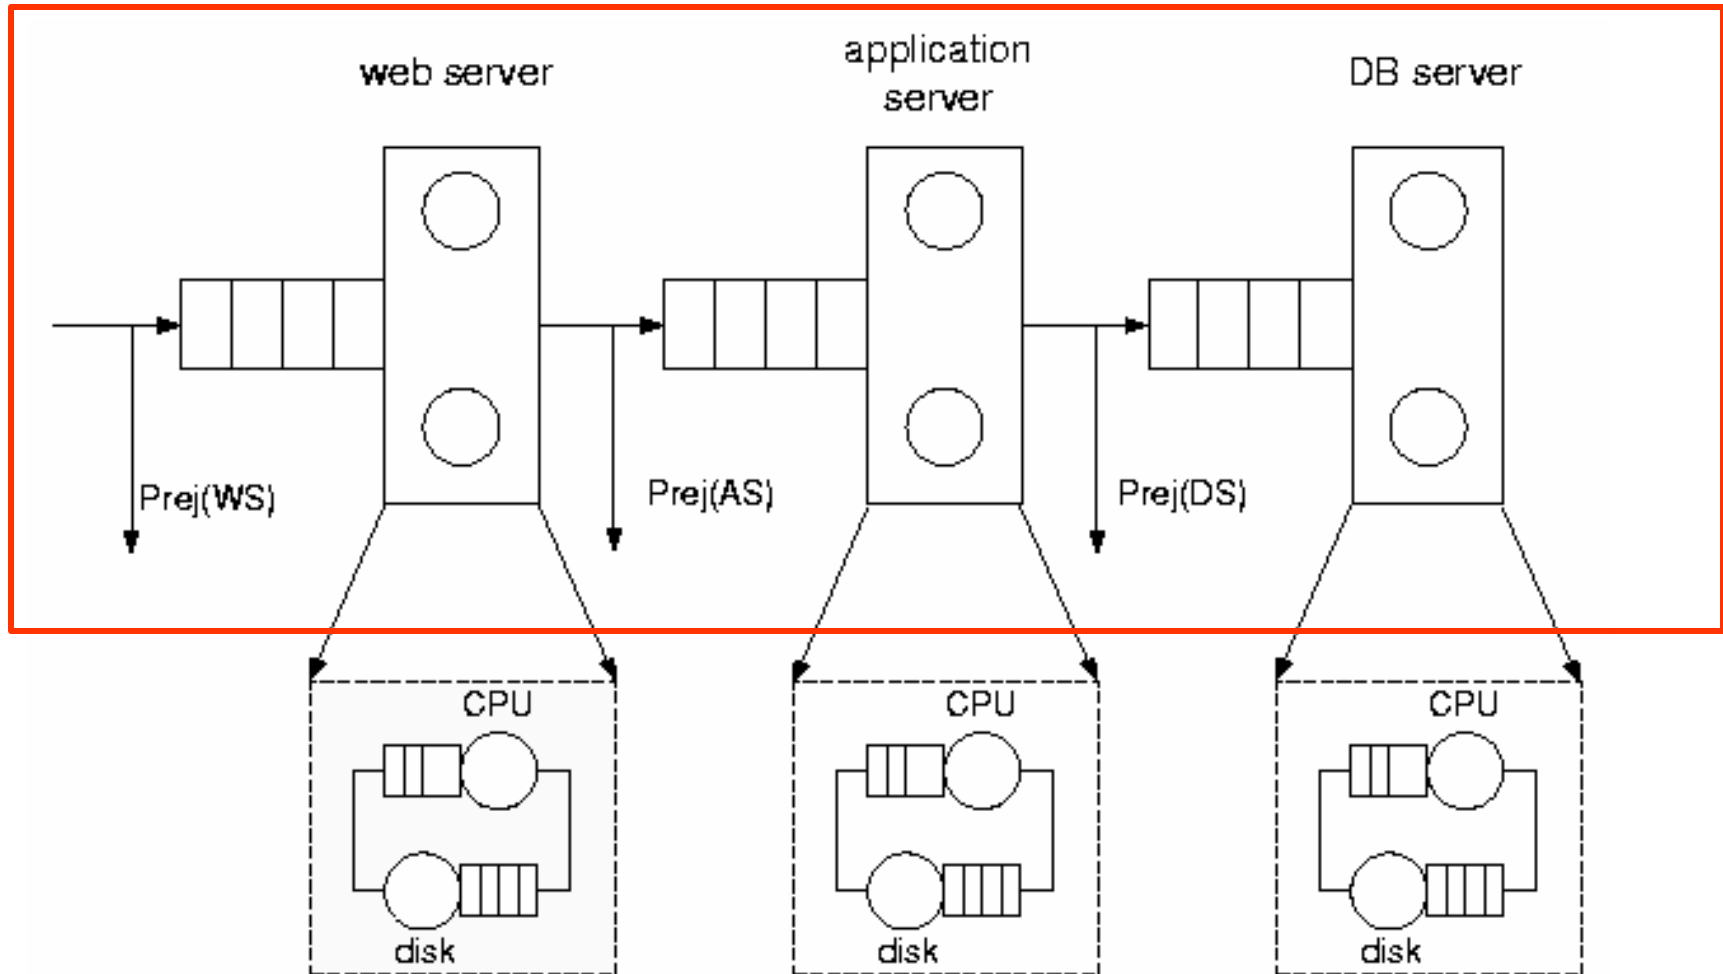 web server
application
server
DB server
Prej(WS)
Prej(AS)
Prej(DS)
CPU
CPU
CPU
disk
disk
disk